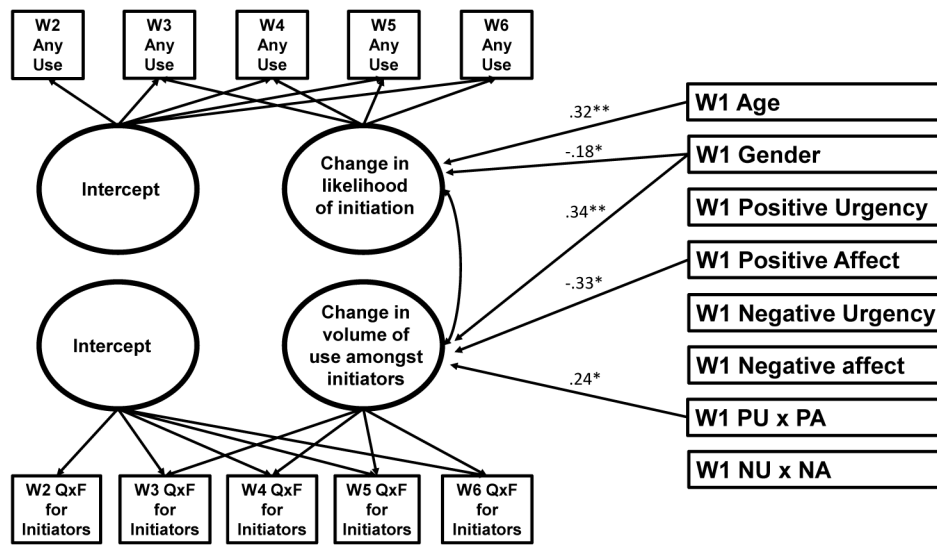 W2
Any
Use
W3
Any
Use
W4
Any
Use
W5
Any
Use
W6
Any
Use
Intercept
Change in
likelihood
of initiation
Intercept
Change in
volume of
use amongst
initiators
.32**
-.18*
.34**
-.33*
.24*
W1 Age
W1 Gender
W1 Positive Urgency
W1 Positive Affect
W1 Negative Urgency
W1 Negative affect
W1 PU x PA
W1 NU x NA
W2 QxF
for
Initiators
W3 QxF
for
Initiators
W4 QxF
for
Initiators
W5 QxF
for
Initiators
W6 QxF
for
Initiators